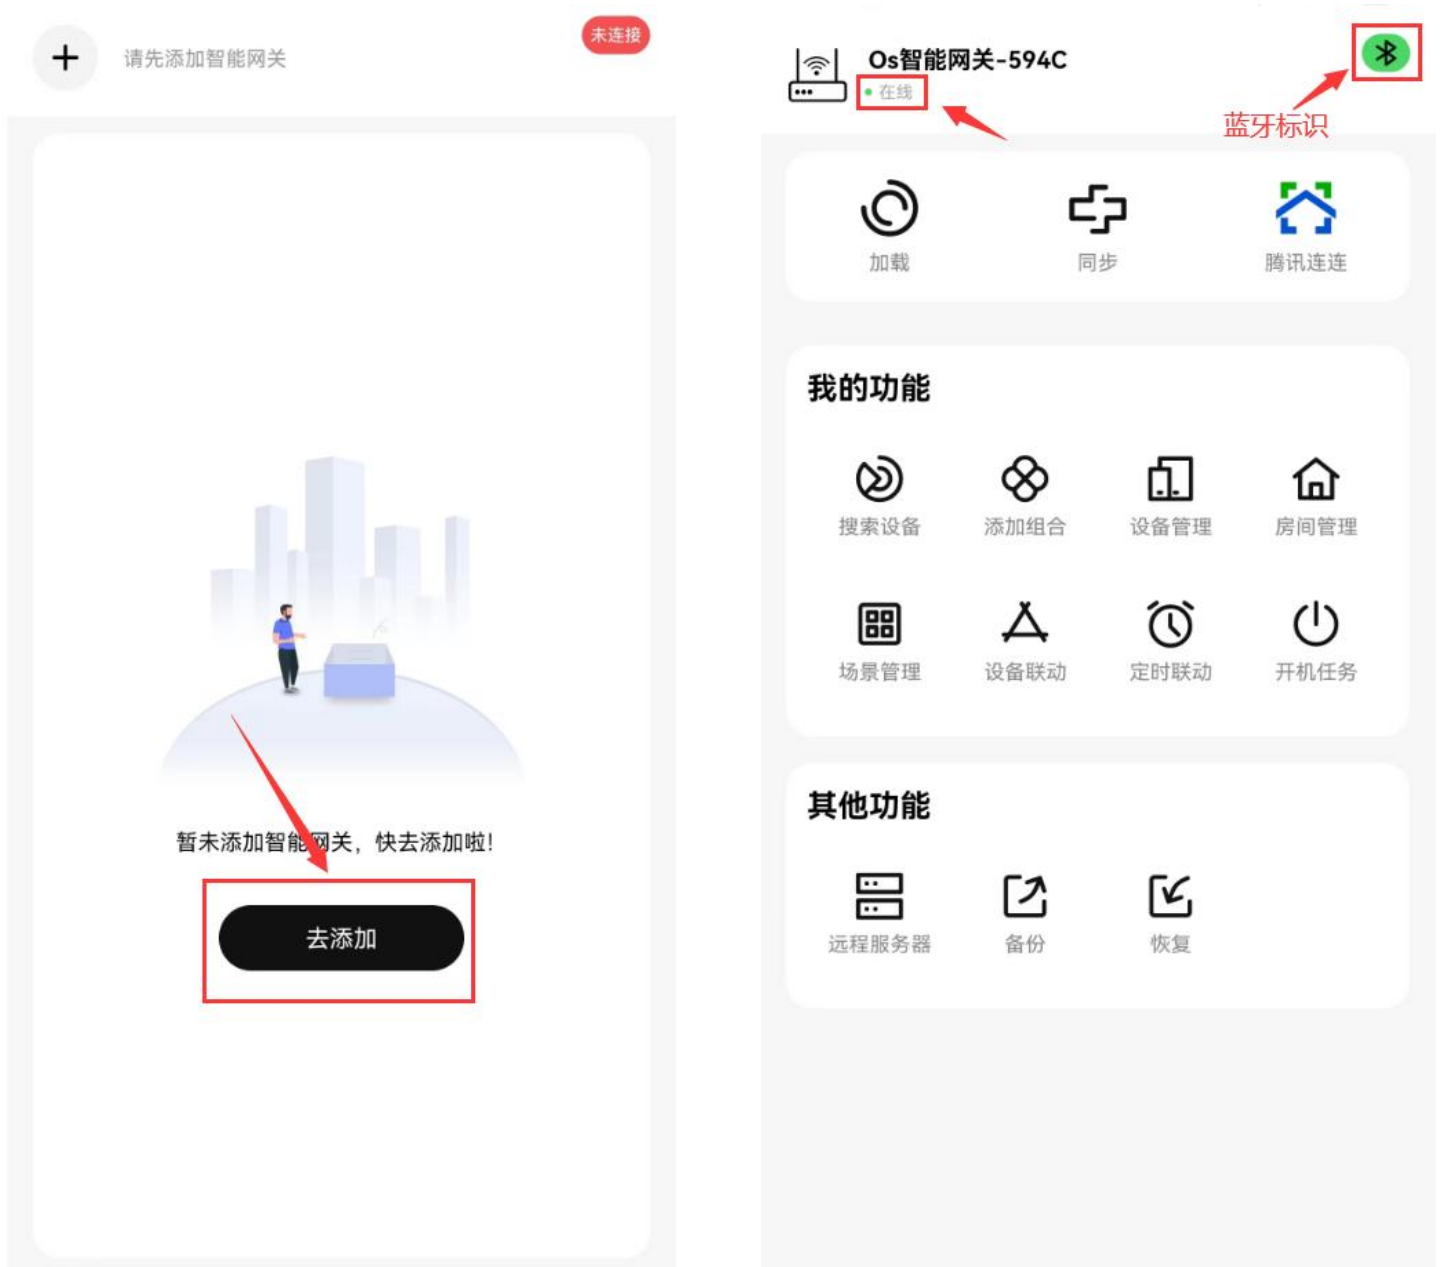 请先添加智能网关
未连接
暂未添加智能网关，快去添加啦!
去添加
Os智能网关-594C
在线
蓝牙标识
加载
同步
腾讯连连
我的功能
搜索设备
添加组合
设备管理
房间管理
场景管理
设备联动
定时联动
开机任务
其他功能
远程服务器
备份
恢复